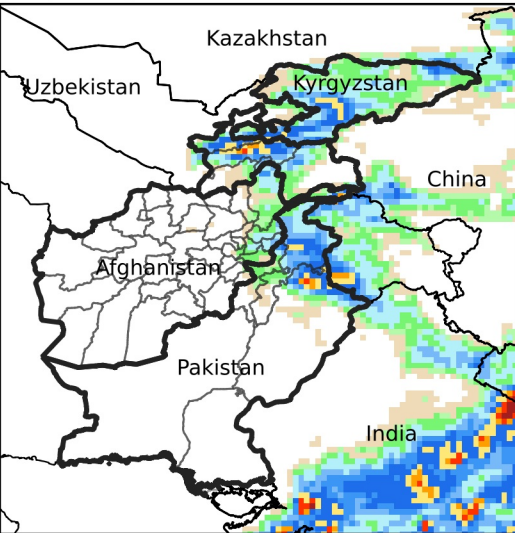 Kazakhstan
Uzbekistan
Kyrgyzstan
China
Afghanistan
Pakistan
India